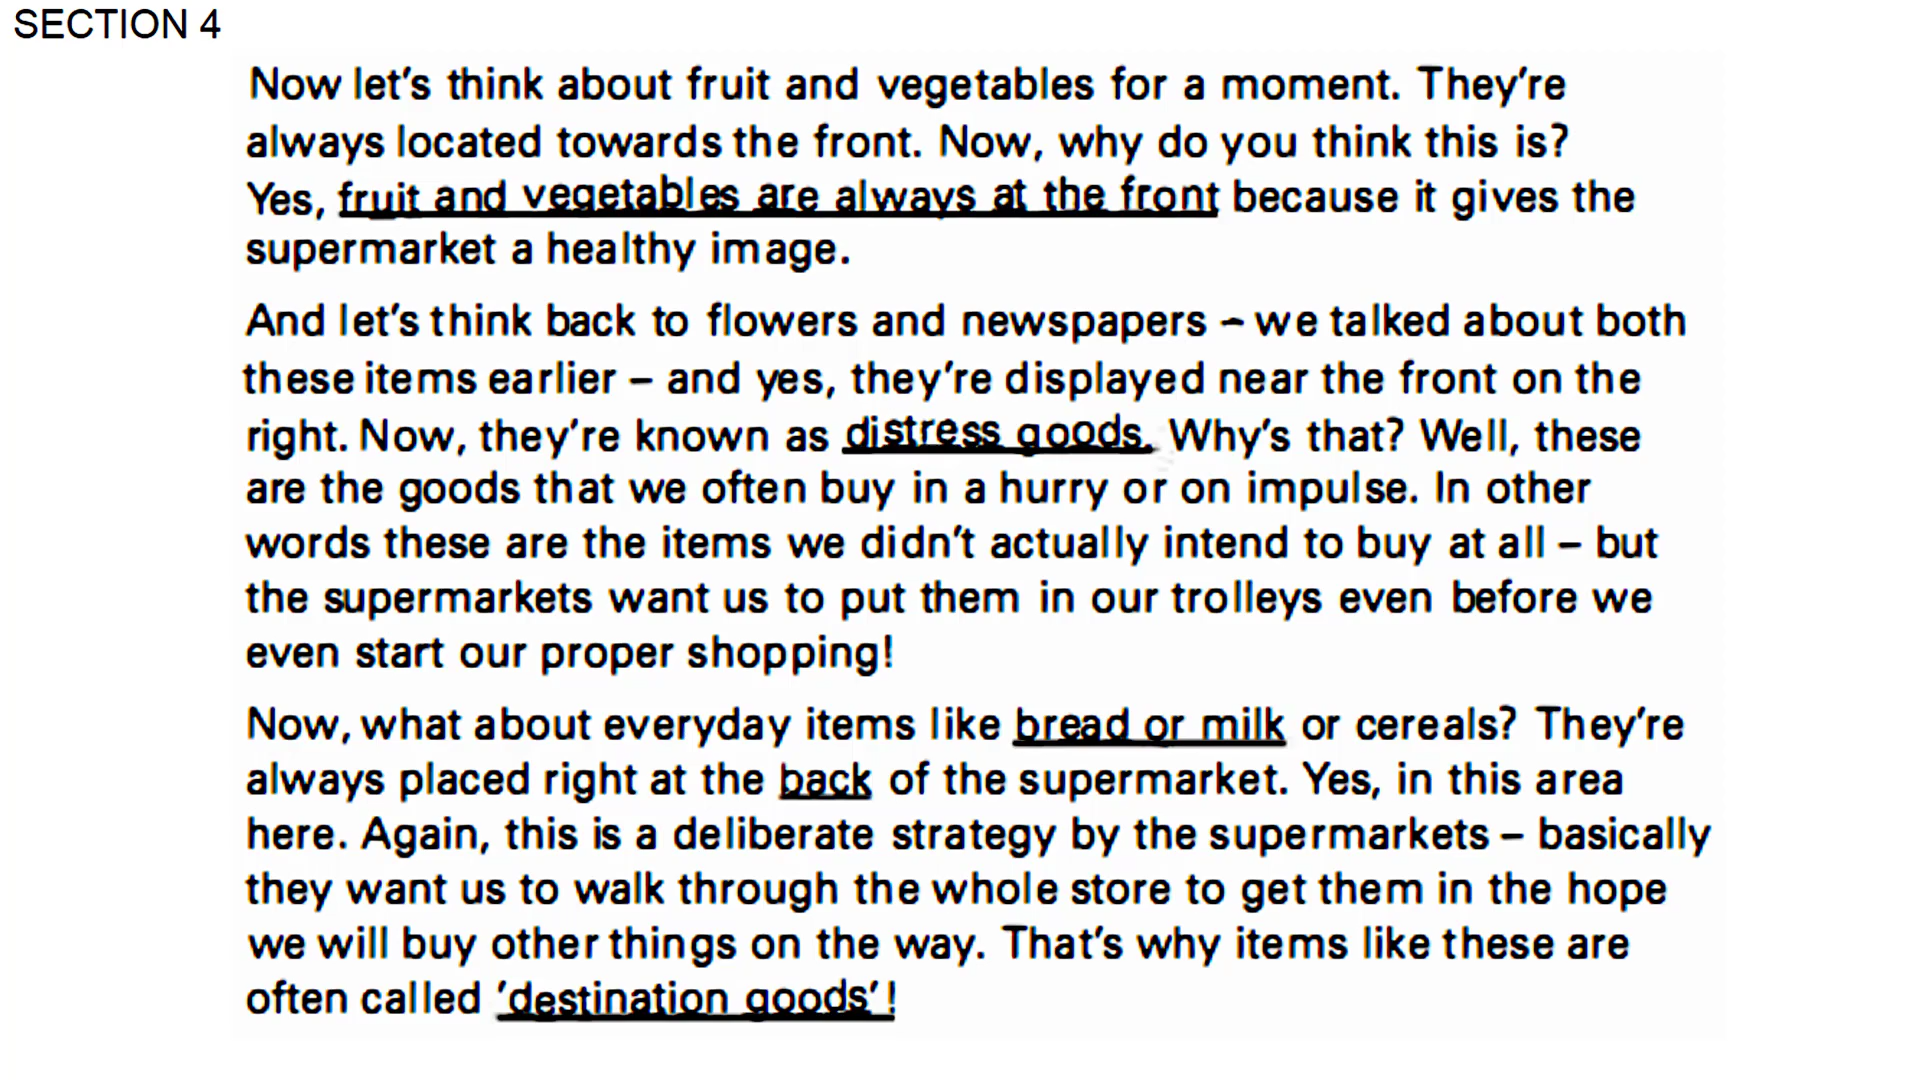 SECTION 4
Now let's think about fruit and vegetables for a moment. They're
always located towards the front. Now, why do you think this is?
Yes, fruit and vegetables are always at the front because it gives the
supermarket a healthy image.
And let's think back to flowers and newspapers – we talked about both
these items earlier – and yes, they're displayed near the front on the
right. Now, they're known as distress goods. Why's that? Well, these
are the goods that we often buy in a hurry or on impulse. In other
words these are the items we didn't actually intend to buy at all – but
the supermarkets want us to put them in our trolleys even before we
even start our proper shopping!
Now, what about everyday items like bread or milk or cereals? They're
always placed right at the back of the supermarket. Yes, in this area
here. Again, this is a deliberate strategy by the supermarkets – basically
they want us to walk through the whole store to get them in the hope
we will buy other things on the way. That's why items like these are
often called 'destination goods'!